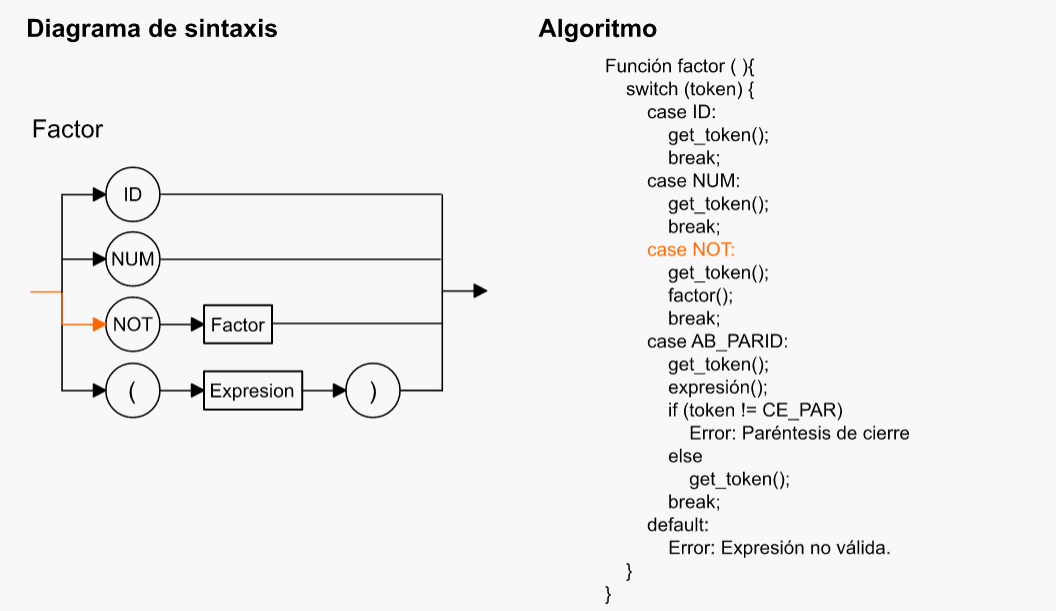 Diagrama de sintaxis
Factor
ID
NUM
NOT Factor
( Expresion )
Algoritmo
Función factor ( ){
switch (token) {
case ID:
get_token();
break;
case NUM:
get_token();
break;
case NOT:
get_token();
factor();
break;
case AB_PARID:
get_token();
expresión();
if (token != CE_PAR)
Error: Paréntesis de cierre
else
get_token();
break;
default:
Error: Expresión no válida.
}
}